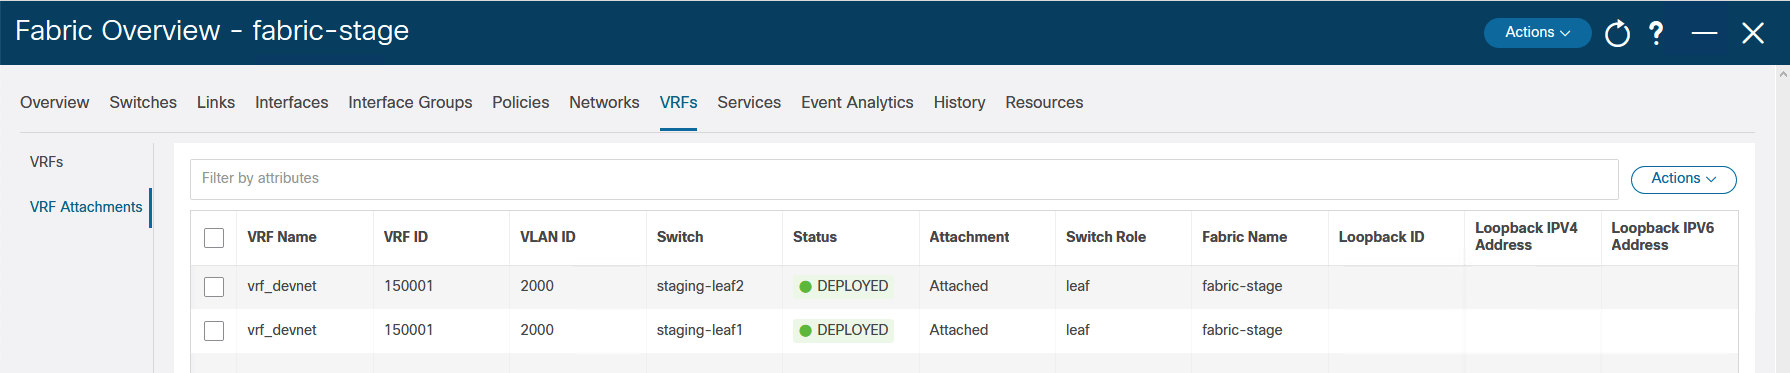 Fabric Overview - fabric-stage
Actions
?
Overview Switches Links Interfaces Interface Groups Policies Networks VRFs Services Event Analytics History Resources
VRFs
VRF Attachments
Filter by attributes
Actions
VRF Name VRF ID VLAN ID Switch Status Attachment Switch Role Fabric Name Loopback ID Loopback IPV4 Address Loopback IPV6 Address
vrf_devnet 150001 2000 staging-leaf2 DEPLOYED Attached leaf fabric-stage
vrf_devnet 150001 2000 staging-leaf1 DEPLOYED Attached leaf fabric-stage